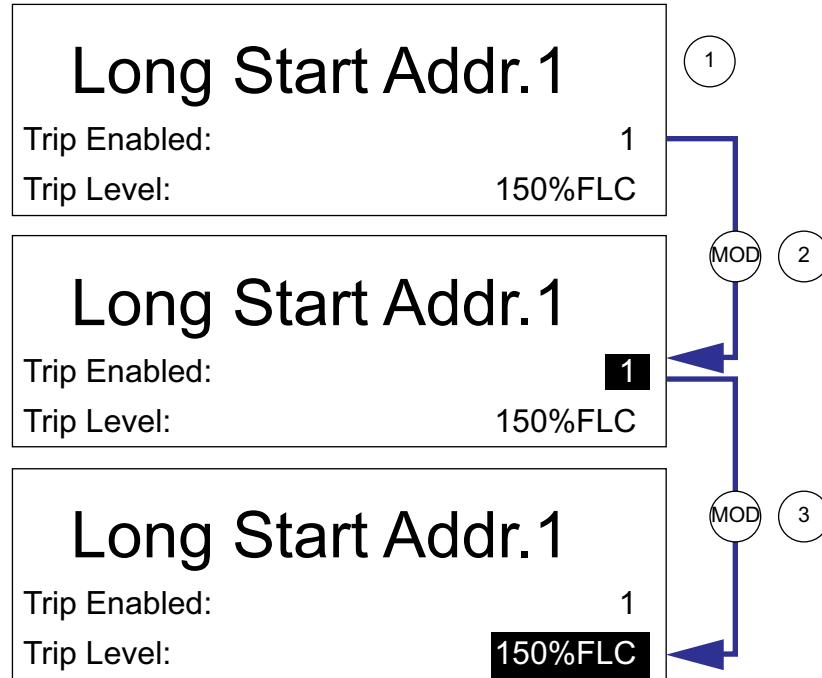 Long Start Addr.1
1
Trip Enabled: 1
Trip Level: 150%FLC
MOD 2
Long Start Addr.1
Trip Enabled: 1
Trip Level: 150%FLC
MOD 3
Long Start Addr.1
Trip Enabled: 1
Trip Level: 150%FLC